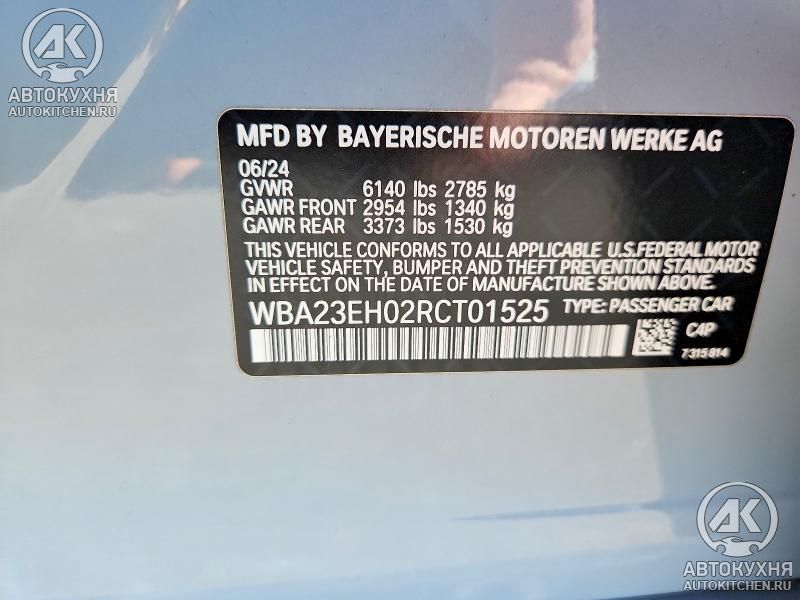 AK
АВТОКУХНЯ
AUTOKITCHEN.RU
MFD BY BAYERISCHE MOTOREN WERKE AG
06/24
GVWR 6140 lbs 2785 kg
GAWR FRONT 2954 lbs 1340 kg
GAWR REAR 3373 lbs 1530 kg
THIS VEHICLE CONFORMS TO ALL APPLICABLE U.S.FEDERAL MOTOR
VEHICLE SAFETY, BUMPER AND THEFT PREVENTION STANDARDS
IN EFFECT ON THE DATE OF MANUFACTURE SHOWN ABOVE.
WBA23EH02RCT01525 TYPE: PASSENGER CAR
C4P
7 315 814
AK
АВТОКУХНЯ
AUTOKITCHEN.RU